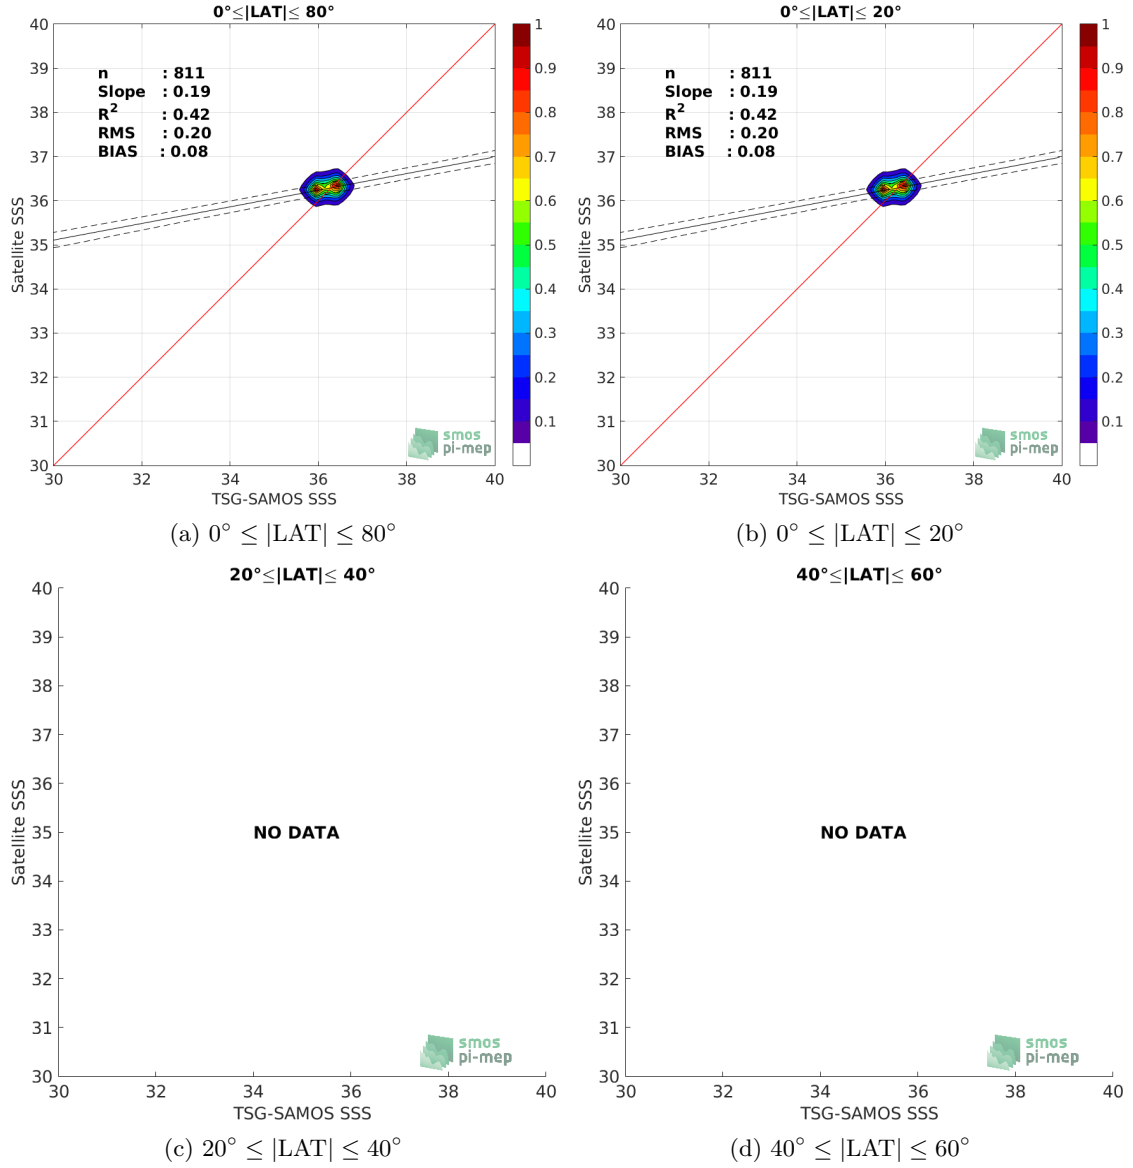 0°≤|LAT|≤ 80°
40
39
38
37
36
35
34
33
32
31
30
n : 811
Slope : 0.19
R2 : 0.42
RMS : 0.20
BIAS : 0.08
Satellite SSS
30 32 34 36 38 40
TSG-SAMOS SSS
smos
pi-mep
1
0.9
0.8
0.7
0.6
0.5
0.4
0.3
0.2
0.1
(a) 0° ≤ |LAT| ≤ 80°
0°≤|LAT|≤ 20°
40
39
38
37
36
35
34
33
32
31
30
n : 811
Slope : 0.19
R2 : 0.42
RMS : 0.20
BIAS : 0.08
Satellite SSS
30 32 34 36 38 40
TSG-SAMOS SSS
smos
pi-mep
1
0.9
0.8
0.7
0.6
0.5
0.4
0.3
0.2
0.1
(b) 0° ≤ |LAT| ≤ 20°
20°≤|LAT|≤ 40°
40
39
38
37
36
35
34
33
32
31
30
Satellite SSS
NO DATA
smos
pi-mep
30 32 34 36 38 40
TSG-SAMOS SSS
(c) 20° ≤ |LAT| ≤ 40°
40°≤|LAT|≤ 60°
40
39
38
37
36
35
34
33
32
31
30
Satellite SSS
NO DATA
smos
pi-mep
30 32 34 36 38 40
TSG-SAMOS SSS
(d) 40° ≤ |LAT| ≤ 60°